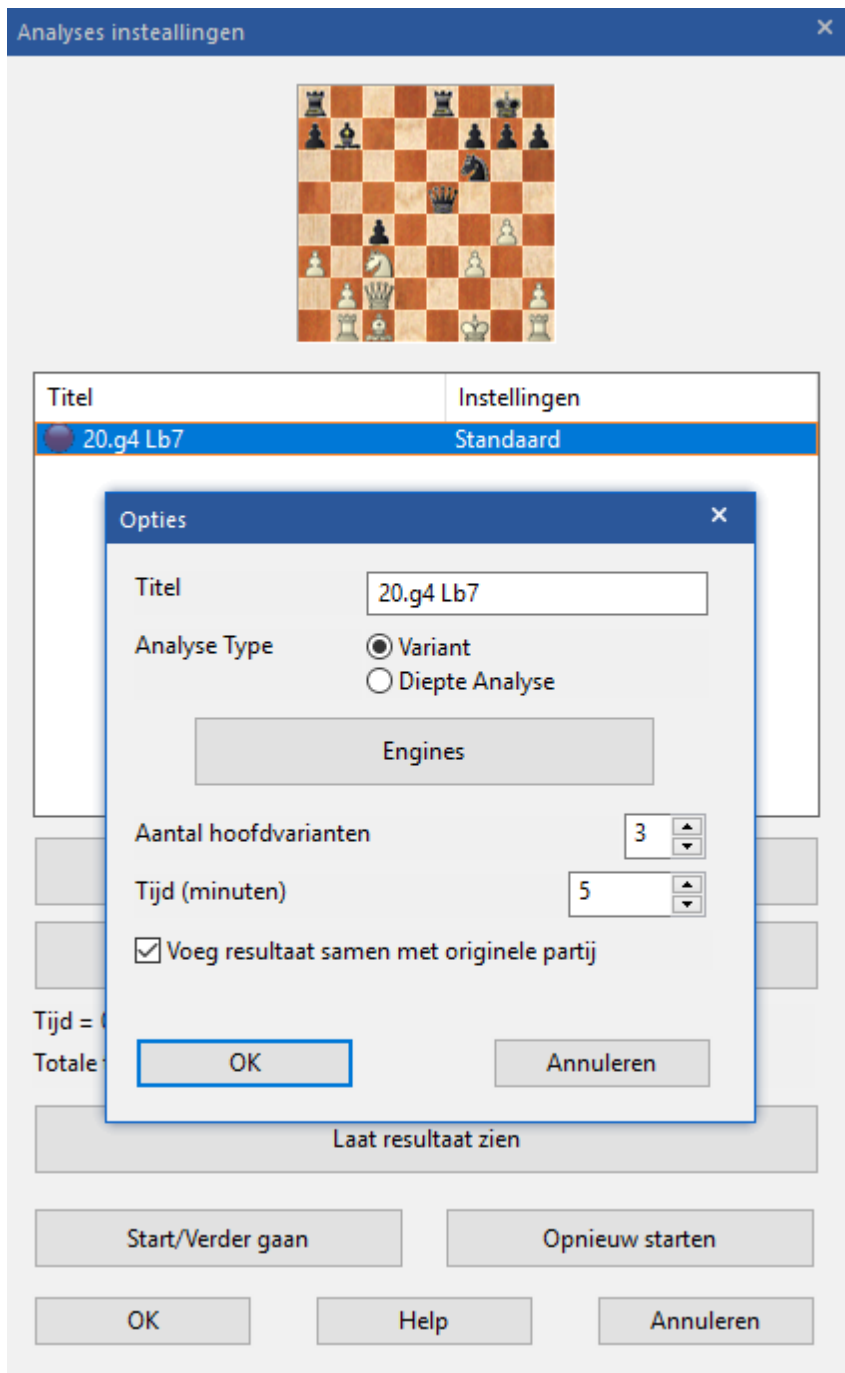 Analyses insteallingen
Titel Instellingen
20.g4 Lb7 Standaard
Opties
Titel 20.g4 Lb7
Analyse Type Variant
Diepte Analyse
Engines
Aantal hoofdvarianten 3
Tijd (minuten) 5
Voeg resultaat samen met originele partij
Tijd =
Totale
OK Annuleren
Laat resultaat zien
Start/Verder gaan Opnieuw starten
OK Help Annuleren